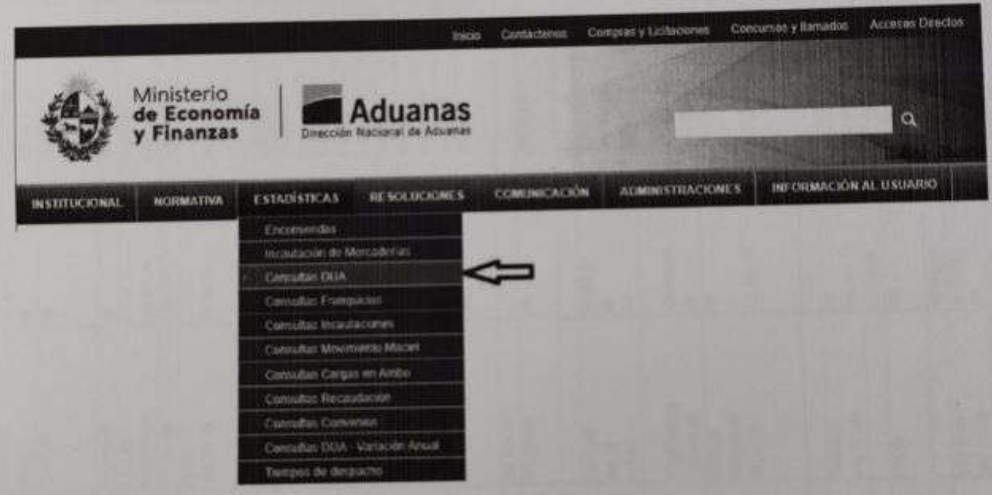 Inicio Contáctenos Compras y Licitaciones Concursos y llamados Accesos Directos
Ministerio
de Economía
y Finanzas
Aduanas
Dirección Nacional de Aduanas
INSTITUCIONAL NORMATIVA ESTADÍSTICAS RESOLUCIONES COMUNICACIÓN ADMINISTRACIONES INFORMACIÓN AL USUARIO
Encomiendas
Incautación de Mercaderías
Consultas DUA
Consultas Franquicias
Consultas Incautaciones
Consultas Movimiento
Consultas Cargas en Arribo
Consultas Recaudación
Consultas Convenios
Consultas DUA - Variación Anual
Tiempos de despacho